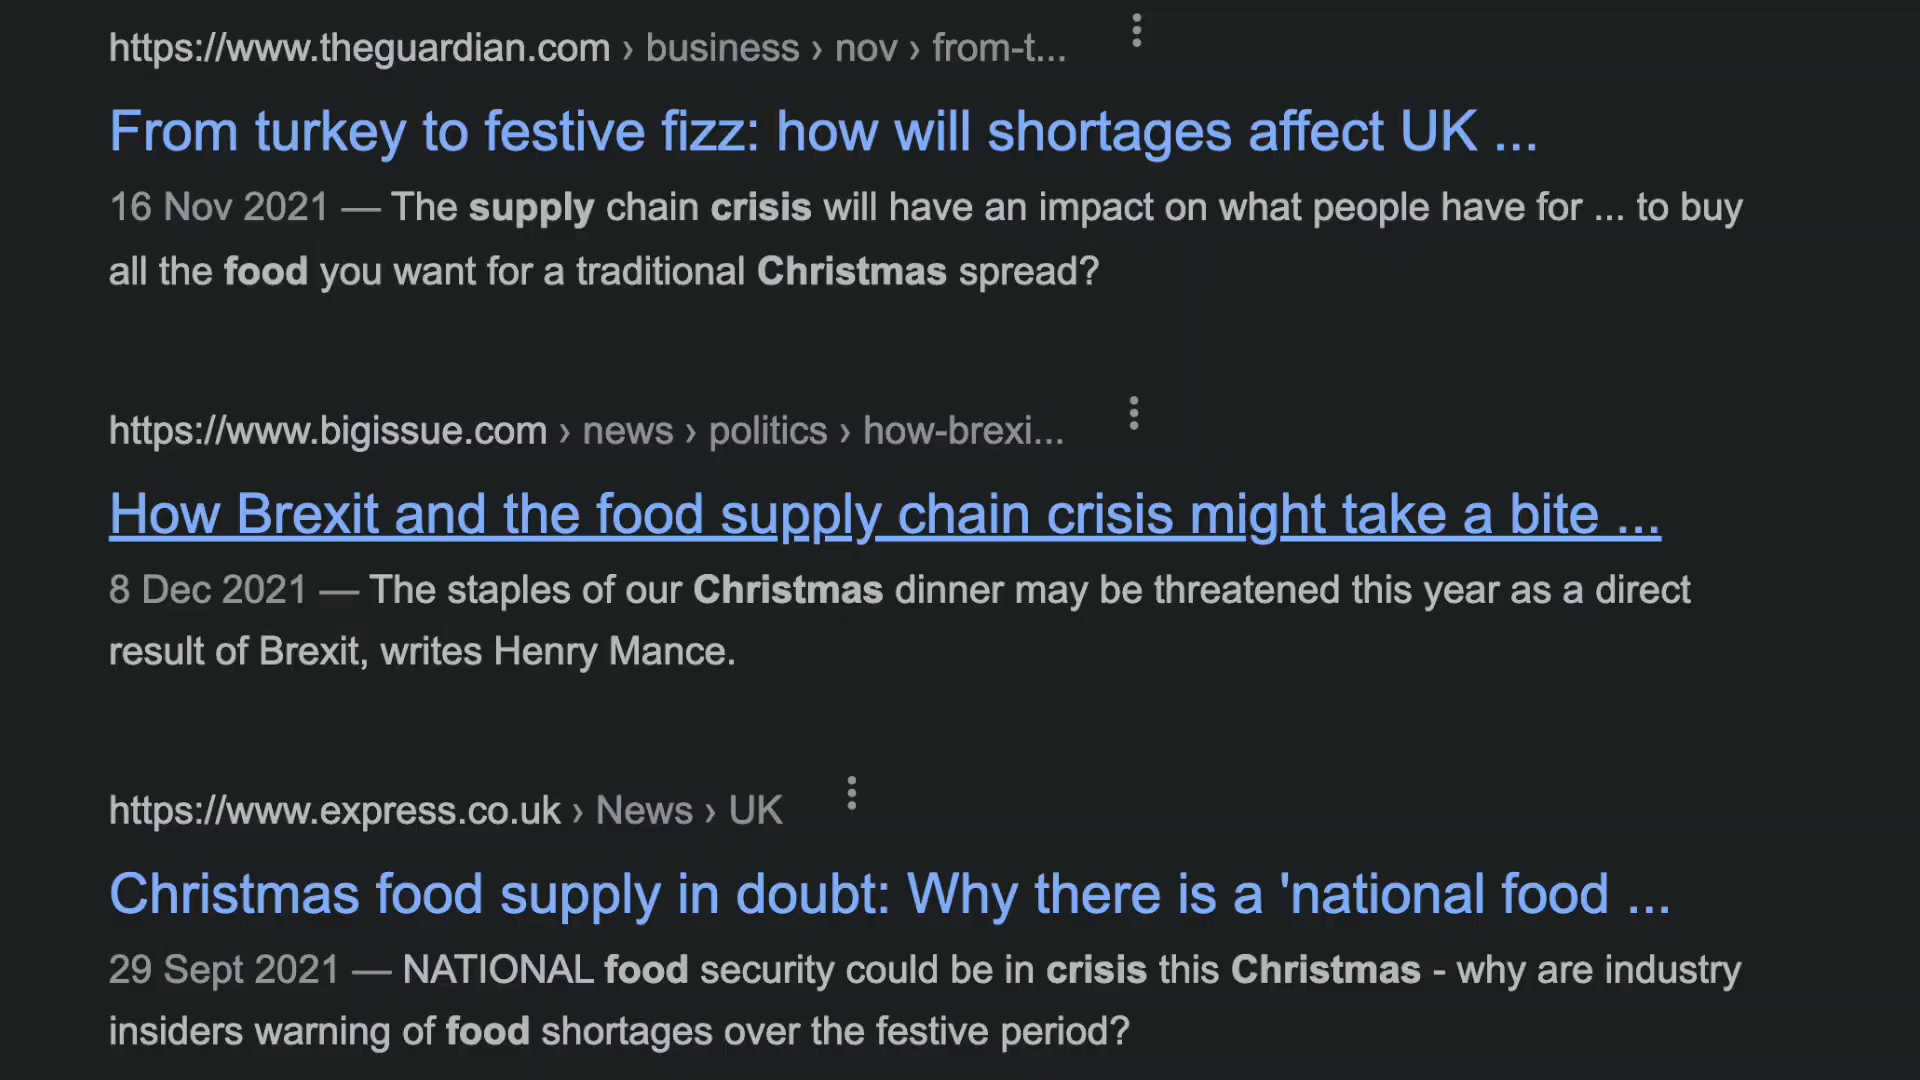 https://www.theguardian.com › business › nov › from-t...
From turkey to festive fizz: how will shortages affect UK ...
16 Nov 2021 — The supply chain crisis will have an impact on what people have for ... to buy
all the food you want for a traditional Christmas spread?
https://www.bigissue.com › news › politics › how-brexi...
How Brexit and the food supply chain crisis might take a bite ...
8 Dec 2021 — The staples of our Christmas dinner may be threatened this year as a direct
result of Brexit, writes Henry Mance.
https://www.express.co.uk › News › UK
Christmas food supply in doubt: Why there is a 'national food ...
29 Sept 2021 — NATIONAL food security could be in crisis this Christmas - why are industry
insiders warning of food shortages over the festive period?